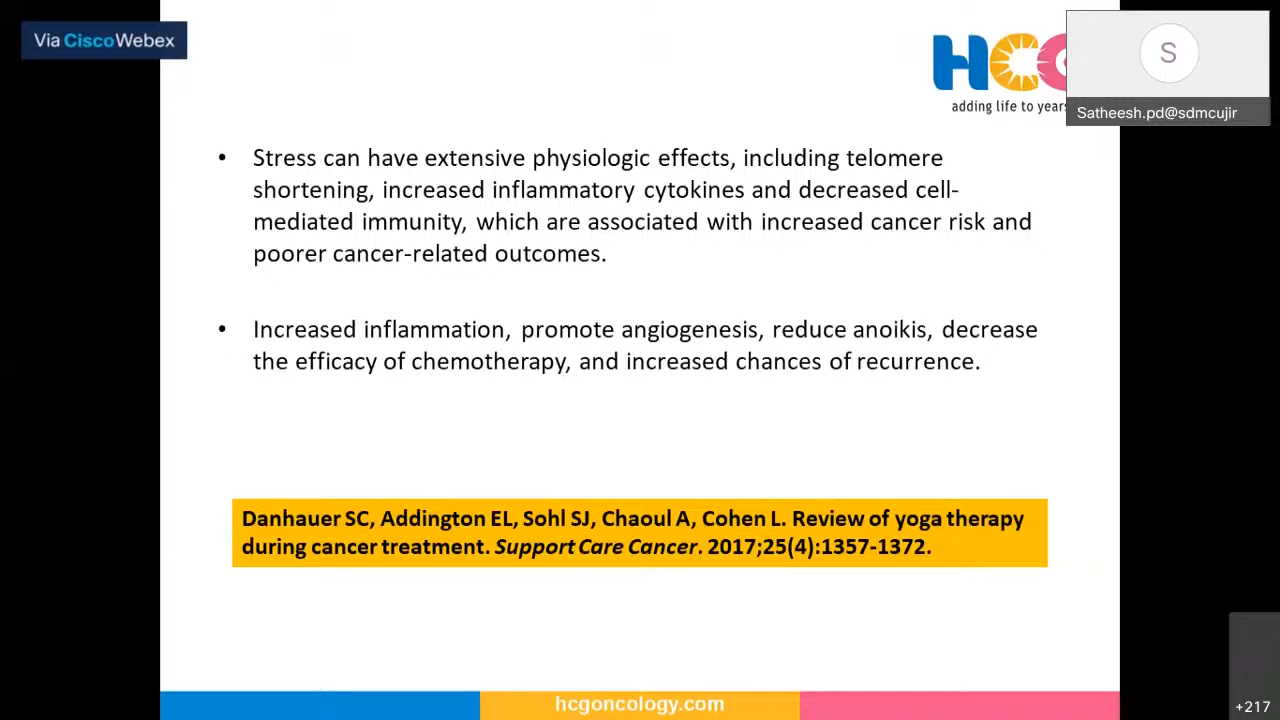 Via CiscoWebex
HCG
adding life to years
S
Satheesh.pd@sdmcujir
• Stress can have extensive physiologic effects, including telomere
shortening, increased inflammatory cytokines and decreased cell-
mediated immunity, which are associated with increased cancer risk and
poorer cancer-related outcomes.
• Increased inflammation, promote angiogenesis, reduce anoikis, decrease
the efficacy of chemotherapy, and increased chances of recurrence.
Danhauer SC, Addington EL, Sohl SJ, Chaoul A, Cohen L. Review of yoga therapy
during cancer treatment. Support Care Cancer. 2017;25(4):1357-1372.
hcgoncology.com
+217